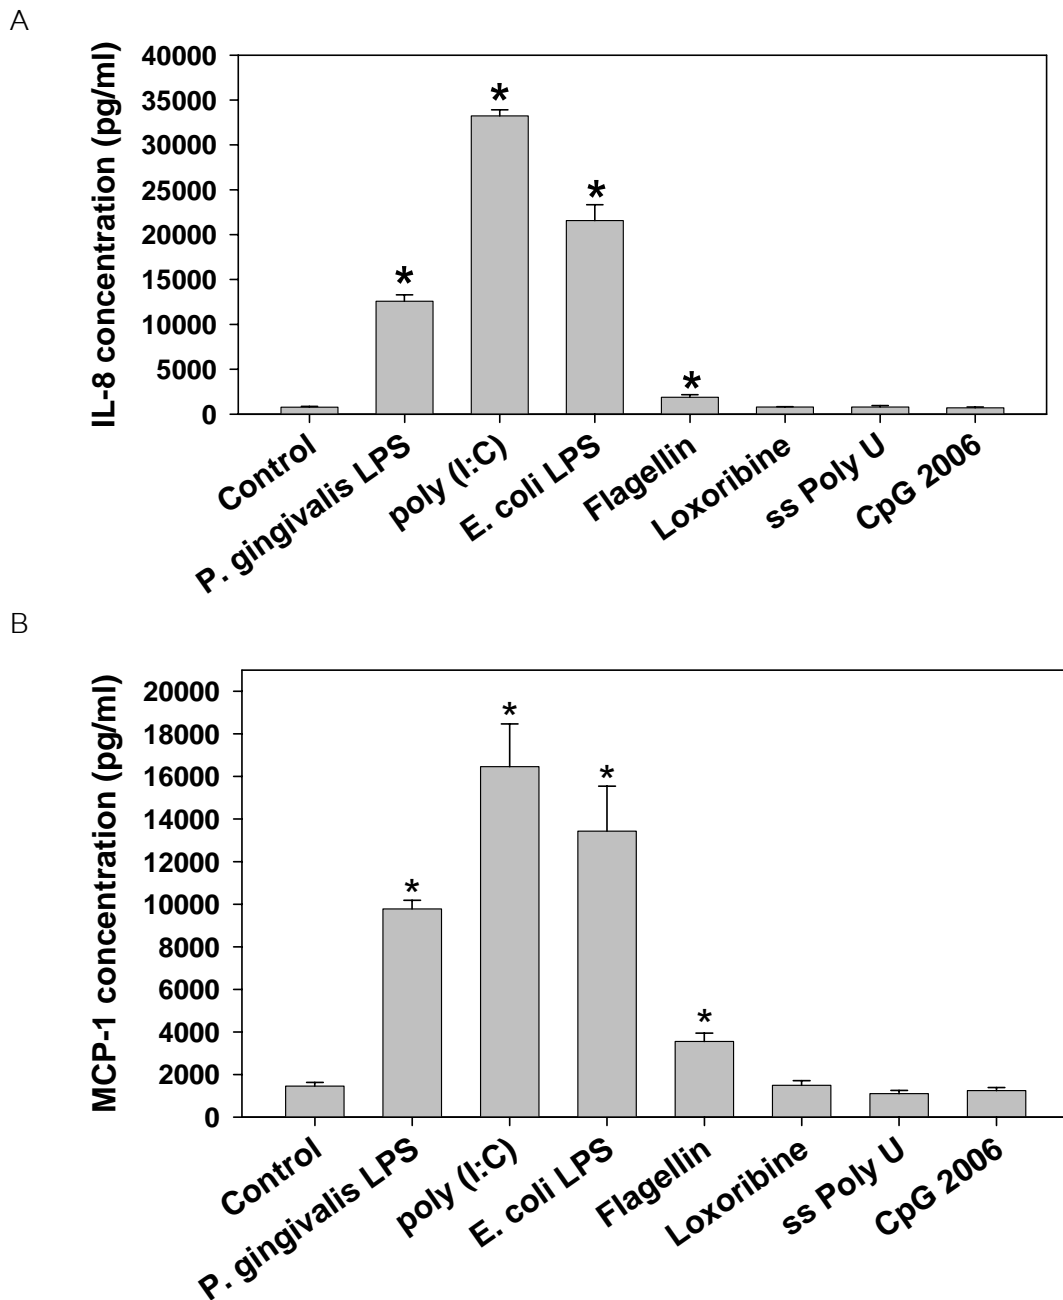 A
IL-8 concentration (pg/ml)
40000
35000
30000
25000
20000
15000
10000
5000
0
*
*
*
*
Control
P. gingivalis LPS
poly (I:C)
E. coli LPS
Flagellin
Loxoribine
ss Poly U
CpG 2006
B
MCP-1 concentration (pg/ml)
20000
18000
16000
14000
12000
10000
8000
6000
4000
2000
0
*
*
*
*
Control
P. gingivalis LPS
poly (I:C)
E. coli LPS
Flagellin
Loxoribine
ss Poly U
CpG 2006